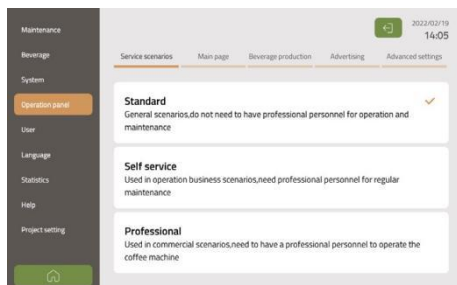 Maintenance
Beverage
System
Operation panel
User
Language
Statistics
Help
Project setting
2022/02/19
14:05
Service scenarios Main page Beverage production Advertising Advanced settings
Standard
General scenarios,do not need to have professional personnel for operation and
maintenance
Self service
Used in operation business scenarios,need professional personnel for regular
maintenance
Professional
Used in commercial scenarios,need to have a professional personnel to operate the
coffee machine